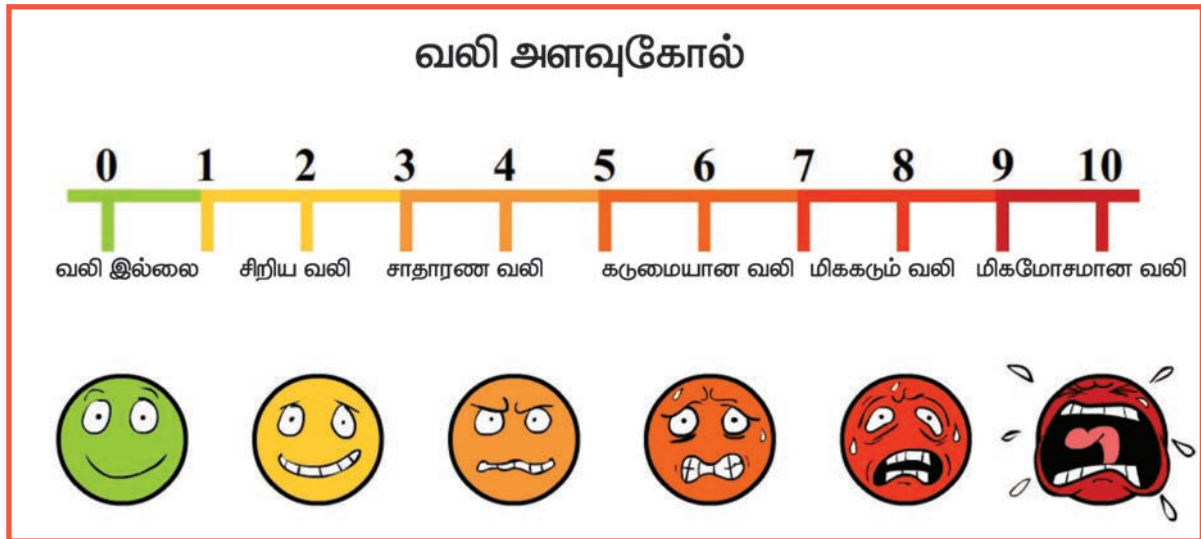 வலி அளவுகோல்
0 1 2 3 4 5 6 7 8 9 10
வலி இல்லை சிறிய வலி சாதாரண வலி கடுமையான வலி மிககடும் வலி மிகமோசமான வலி